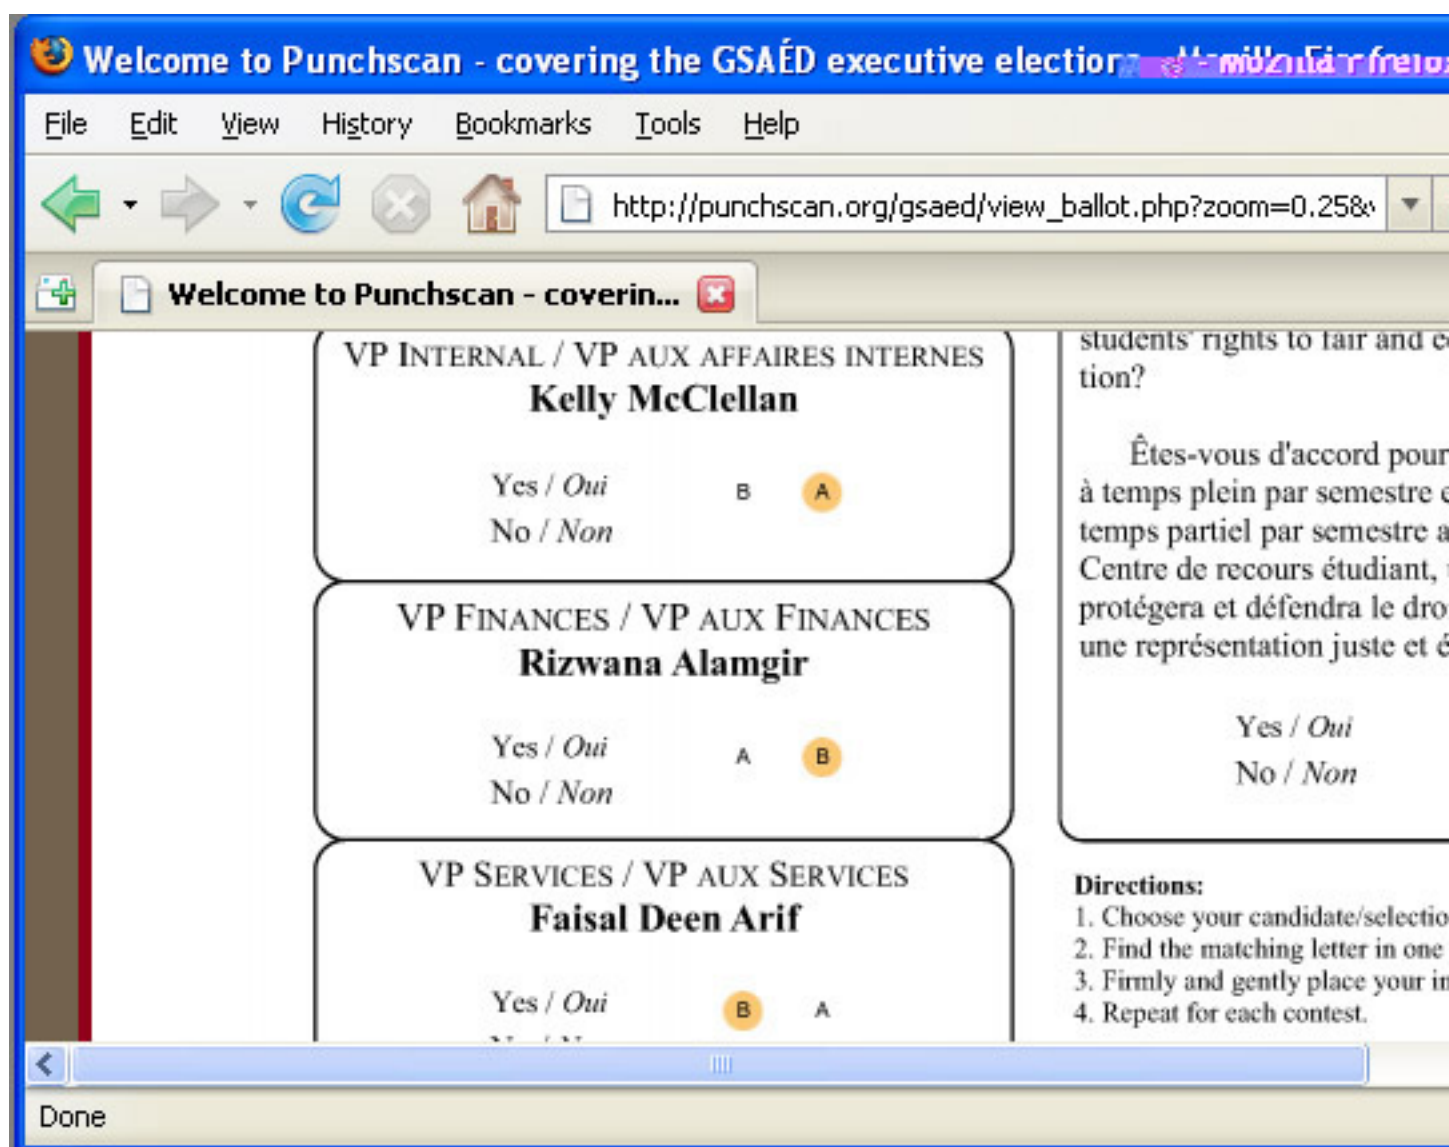 Welcome to Punchscan - covering the GSAÉD executive election
File Edit View History Bookmarks Tools Help
http://punchscan.org/gsaed/view_ballot.php?zoom=0.25&
Welcome to Punchscan - coverin...
VP INTERNAL / VP AUX AFFAIRES INTERNES
Kelly McClellan
Yes / Oui B A
No / Non
VP FINANCES / VP AUX FINANCES
Rizwana Alamgir
Yes / Oui A B
No / Non
VP SERVICES / VP AUX SERVICES
Faisal Deen Arif
Yes / Oui B A
students' rights to fair and
tion?
Êtes-vous d'accord pour
à temps plein par semestre
temps partiel par semestre
Centre de recours étudiant,
protégera et défendra le
une représentation juste et
Yes / Oui
No / Non
Directions:
1. Choose your
2. Find the matching letter in one
3. Firmly and gently place your
4. Repeat for each contest.
Done